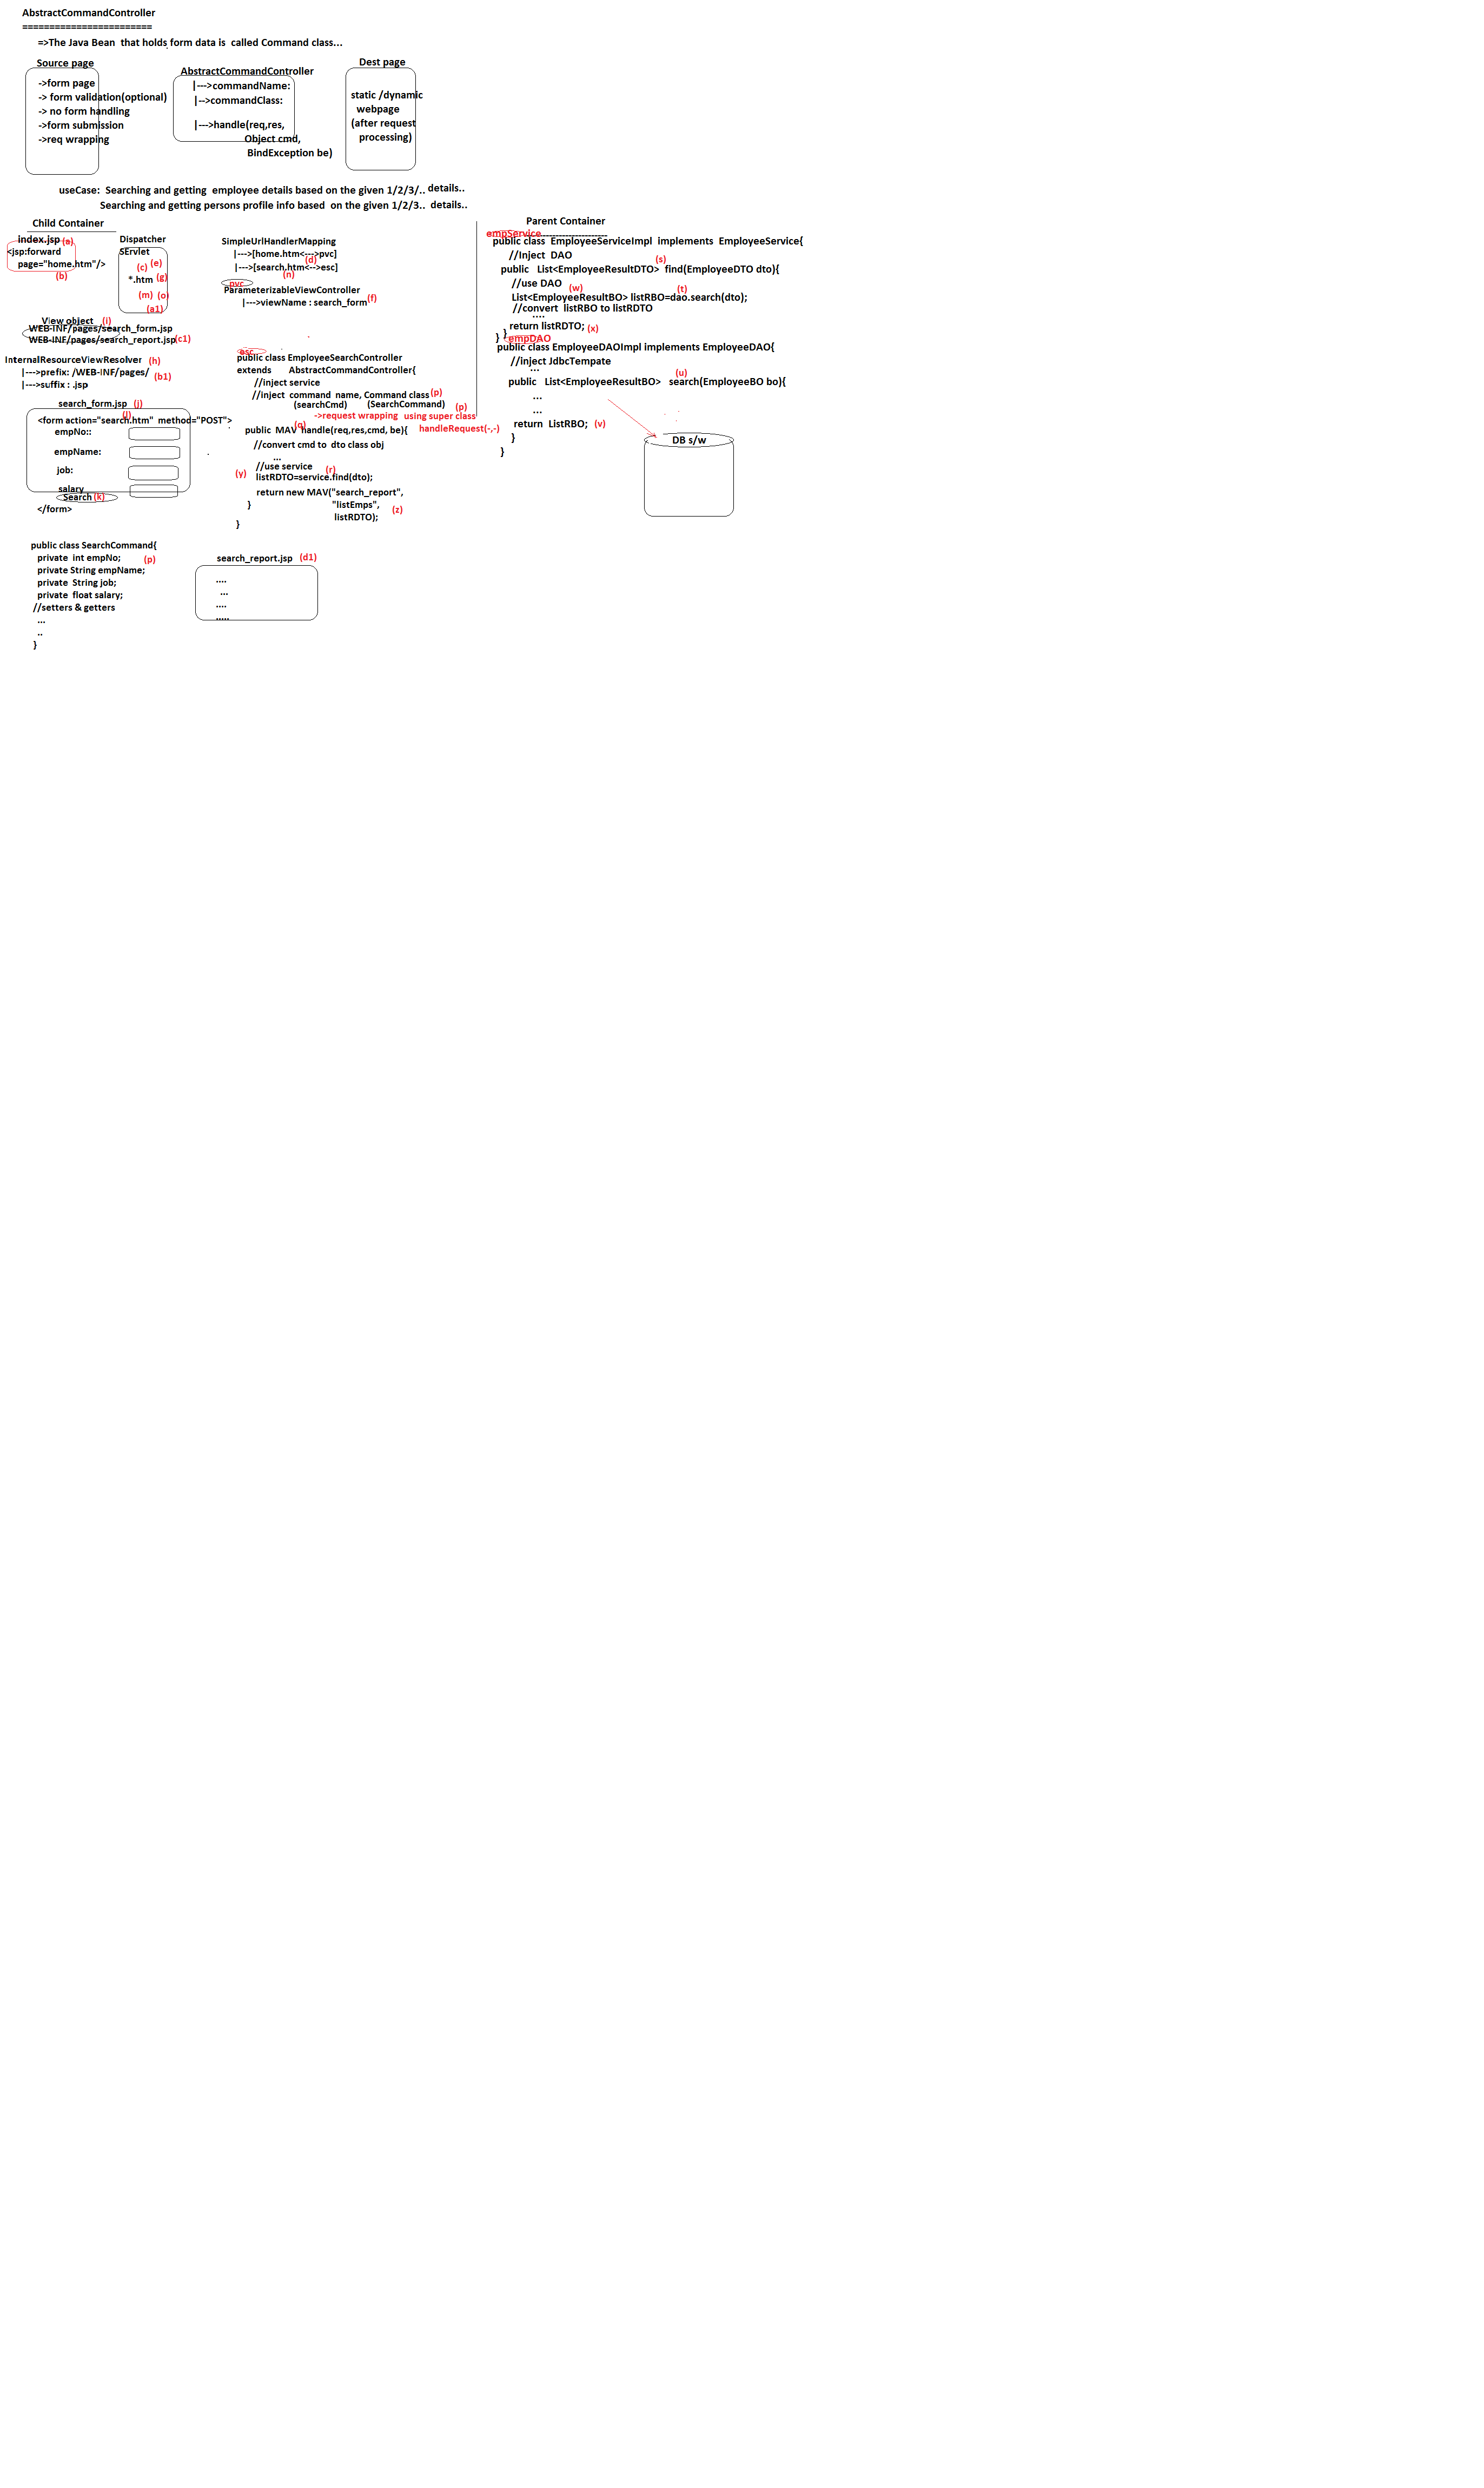 AbstractCommandController
========================
=>The Java Bean  that holds form data is  called Command class...
Source page
->form page
-> form validation(optional)
-> no form handling
->form submission
->req wrapping
AbstractCommandController
|--->commandName:
|-->commandClass:
|--->handle(req,res,
Object cmd,
BindException be)
Dest page
static /dynamic
webpage
(after request
processing)
useCase:  Searching and getting  employee details based on the given 1/2/3/.. details..
Searching and getting persons profile info based  on the given 1/2/3..  details..
Child Container
index.jsp (a)
<jsp:forward
page="home.htm"/>
(b)
Dispatcher
SErvlet
(c) (e)
*.htm (g)
(m) (o)
(a1)
SimpleUrlHandlerMapping
|--->[home.htm<--->pvc]
(d)
|--->[search.htm<-->esc]
(n)
pvc
ParameterizableViewController
|--->viewName : search_form (f)
View object (i)
WEB-INF/pages/search_form.jsp
WEB-INF/pages/search_report.jsp (c1)
InternalResourceViewResolver (h)
|--->prefix: /WEB-INF/pages/ (b1)
|--->suffix : .jsp
search_form.jsp (j)
(l)
<form action="search.htm"  method="POST">
empNo::
empName:
job:
salary
Search (k)
</form>
esc
public class EmployeeSearchController
extends AbstractCommandController{
//inject service
//inject  command  name, Command class (p)
(searchCmd) (SearchCommand) (p)
->request wrapping  using super class
handleRequest(-,-)
(q)
public  MAV  handle(req,res,cmd, be){
//convert cmd to  dto class obj
...
//use service (r)
(y) listRDTO=service.find(dto);
return new MAV("search_report",
} "listEmps", (z)
listRDTO);
}
public class SearchCommand{
private  int empNo; (p)
private String empName;
private  String job;
private  float salary;
//setters & getters
...
..
}
search_report.jsp (d1)
....
...
....
.....
Parent Container
-----------------------
empService
public class  EmployeeServiceImpl  implements  EmployeeService{
//Inject  DAO (s)
public   List<EmployeeResultDTO>  find(EmployeeDTO dto){
//use DAO (w) (t)
List<EmployeeResultBO> listRBO=dao.search(dto);
//convert  listRBO to listRDTO
....
return listRDTO; (x)
}
}
empDAO
public class EmployeeDAOImpl implements EmployeeDAO{
//inject JdbcTempate
...
(u)
public   List<EmployeeResultBO>   search(EmployeeBO bo){
...
...
return  ListRBO; (v)
}
}
DB s/w